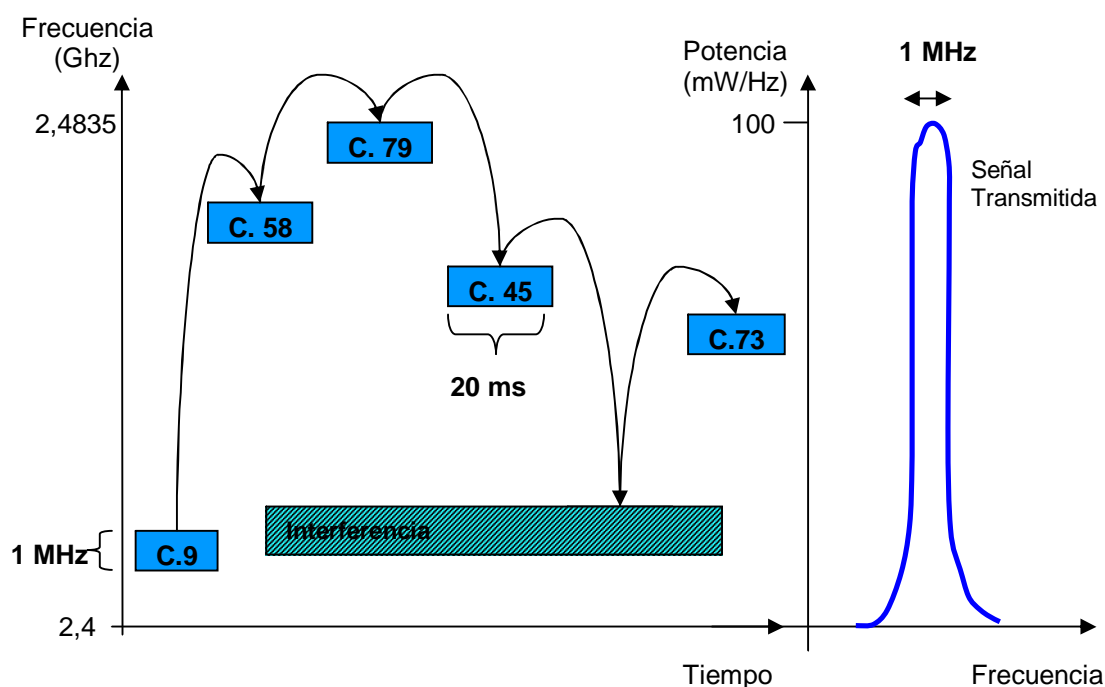 Frecuencia
(Ghz)
2,4835
C. 79
C. 58
C. 45
20 ms
C.73
Interferencia
1 MHz
C.9
2,4
Tiempo
Potencia
(mW/Hz)
1 MHz
100
Señal
Transmitida
Frecuencia